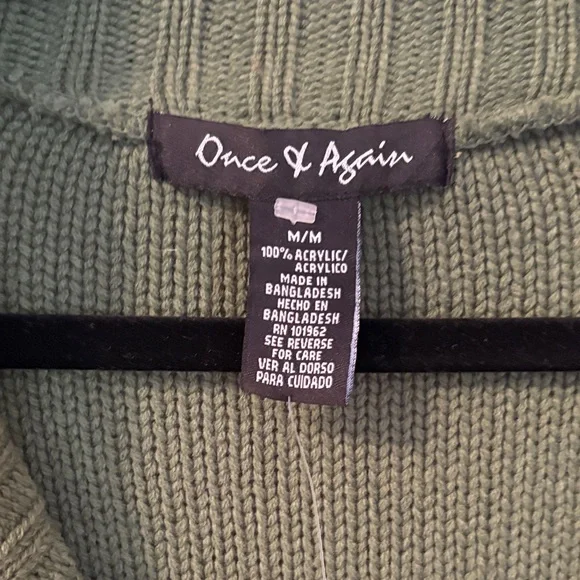 Once & Again
M/M
100% ACRYLIC/
ACRYLICO
MADE IN
BANGLADESH
HECHO EN
BANGLADESH
RN 101962
SEE REVERSE
FOR CARE
VER AL DORSO
PARA CUIDADO